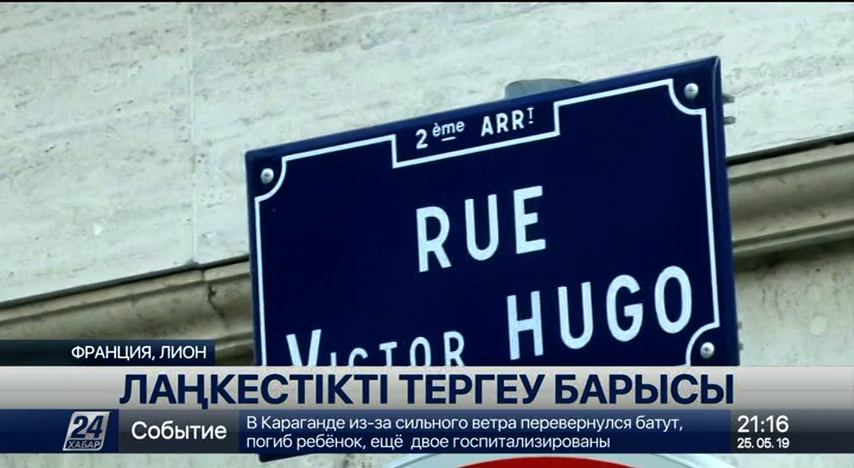 2ème ARRT
RUE
VICTOR HUGO
ФРАНЦИЯ, ЛИОН
ЛАҢКЕСТІКТІ ТЕРГЕУ БАРЫСЫ
24
ХАБАР
Событие
В Караганде из-за сильного ветра перевернулся батут,
погиб ребёнок, ещё двое госпитализированы
21:16
25.05.19